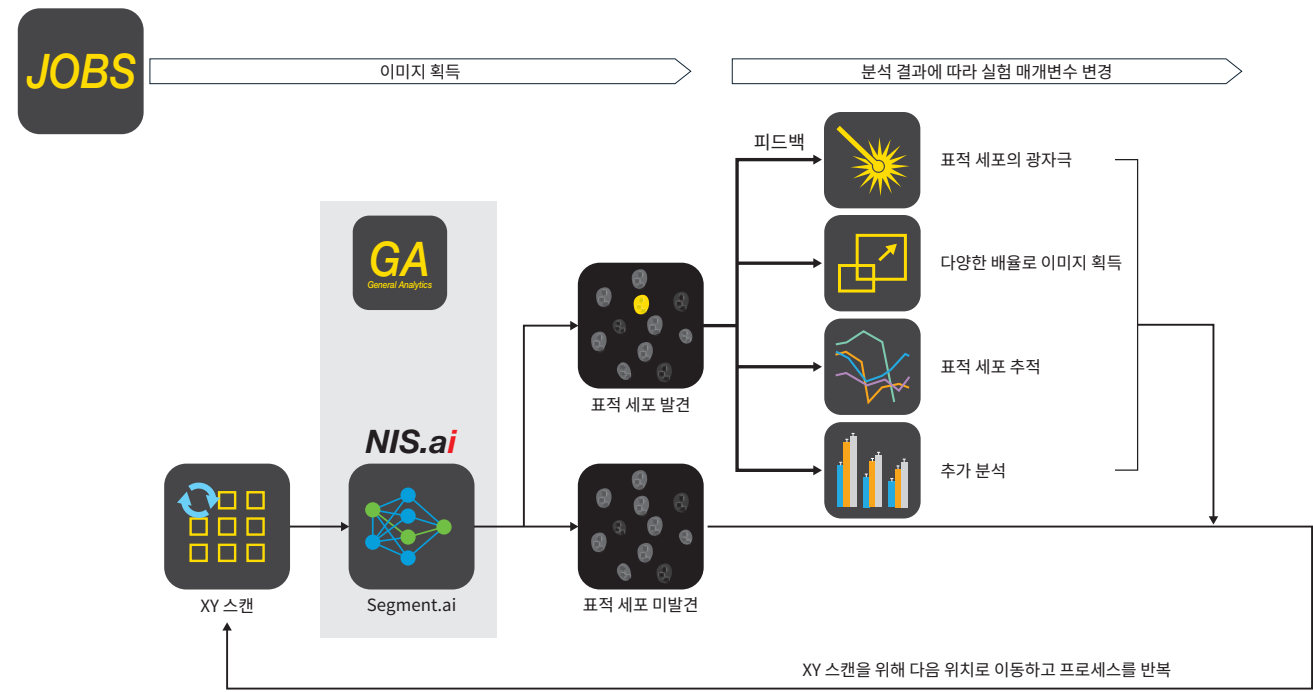 JOBS
이미지 획득
분석 결과에 따라 실험 매개변수 변경
피드백
표적 세포의 광자극
GA
General Analytics
다양한 배율로 이미지 획득
표적 세포 추적
표적 세포 발견
NIS.ai
추가 분석
XY 스캔
Segment.ai
표적 세포 미발견
XY 스캔을 위해 다음 위치로 이동하고 프로세스를 반복